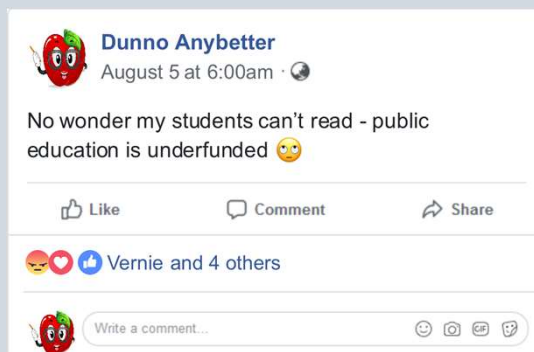 Dunno Anybetter
August 5 at 6:00am ·
No wonder my students can’t read - public
education is underfunded 🙄
Like Comment Share
Vernie and 4 others
Write a comment...
GIF